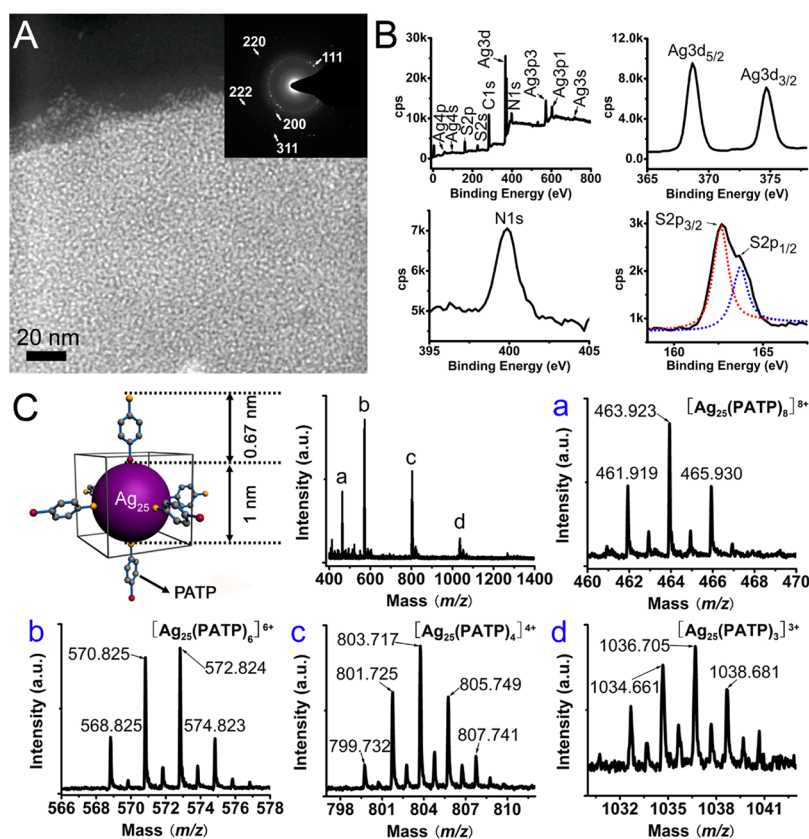 A
220
111
222
200
311
20 nm
B
30k
20k
10k
0
cps
Ag4p
Ag4s
S2p
S2s
C1s
Ag3d
N1s
Ag3p3
Ag3p1
Ag3s
0 200 400 600 800
Binding Energy (eV)
12.0k
8.0k
4.0k
0.0
cps
Ag3d5/2
Ag3d3/2
365 370 375
Binding Energy (eV)
7k
6k
5k
cps
N1s
395 400 405
Binding Energy (eV)
3k
2k
1k
cps
S2p3/2
S2p1/2
160 165
Binding Energy (eV)
C
0.67 nm
1 nm
Ag25
PATP
Intensity (a.u.)
a
b
c
d
400 600 800 1000 1200 1400
Mass (m/z)
a
[Ag25(PATP)8]8+
463.923
461.919
465.930
Intensity (a.u.)
460 462 464 466 468 470
Mass (m/z)
b
[Ag25(PATP)6]6+
570.825
572.824
568.825
574.823
Intensity (a.u.)
566 568 570 572 574 576 578
Mass (m/z)
c
[Ag25(PATP)4]4+
803.717
801.725
805.749
799.732
807.741
Intensity (a.u.)
798 801 804 807 810
Mass (m/z)
d
[Ag25(PATP)3]3+
1036.705
1034.661
1038.681
Intensity (a.u.)
1032 1035 1038 1041
Mass (m/z)